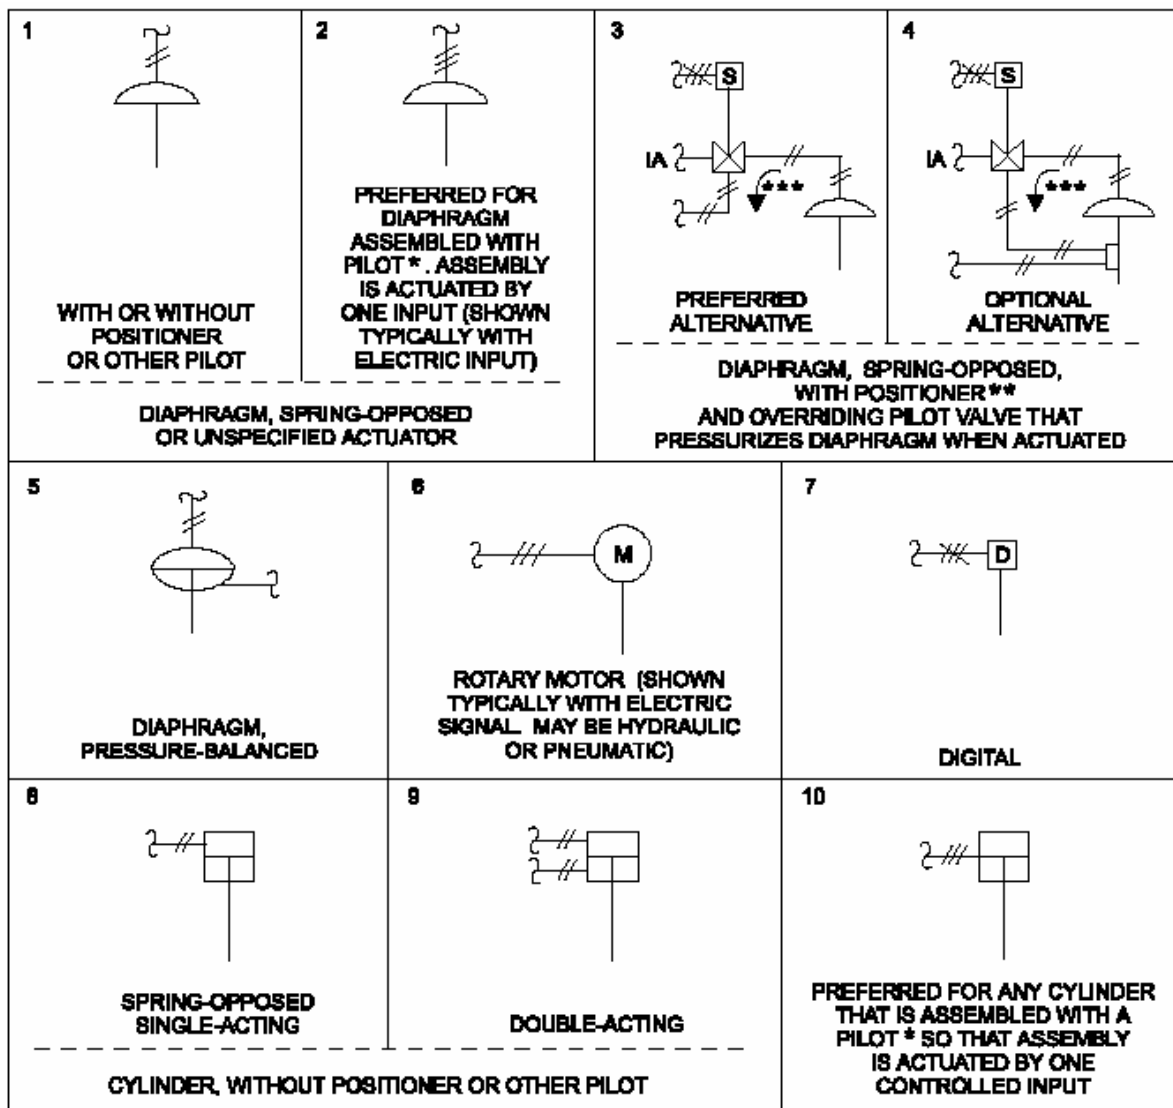 1
WITH OR WITHOUT
POSITIONER
OR OTHER PILOT
2
PREFERRED FOR
DIAPHRAGM
ASSEMBLED WITH
PILOT *. ASSEMBLY
IS ACTUATED BY
ONE INPUT (SHOWN
TYPICALLY WITH
ELECTRIC INPUT)
DIAPHRAGM, SPRING-OPPOSED
OR UNSPECIFIED ACTUATOR
3
S
IA
***
PREFERRED
ALTERNATIVE
4
S
IA
***
OPTIONAL
ALTERNATIVE
DIAPHRAGM, SPRING-OPPOSED,
WITH POSITIONER**
AND OVERRIDING PILOT VALVE THAT
PRESSURIZES DIAPHRAGM WHEN ACTUATED
5
DIAPHRAGM,
PRESSURE-BALANCED
6
M
ROTARY MOTOR (SHOWN
TYPICALLY WITH ELECTRIC
SIGNAL. MAY BE HYDRAULIC
OR PNEUMATIC)
7
D
DIGITAL
8
SPRING-OPPOSED
SINGLE-ACTING
9
DOUBLE-ACTING
CYLINDER, WITHOUT POSITIONER OR OTHER PILOT
10
PREFERRED FOR ANY CYLINDER
THAT IS ASSEMBLED WITH A
PILOT * SO THAT ASSEMBLY
IS ACTUATED BY ONE
CONTROLLED INPUT